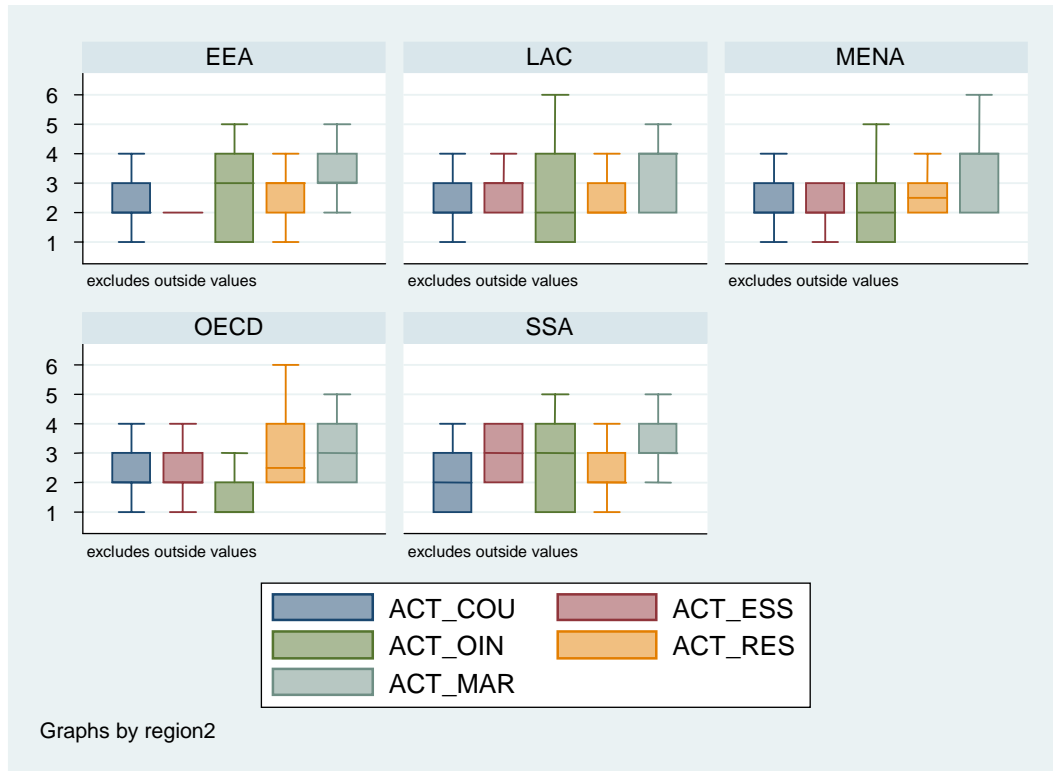 EEA LAC MENA
6
5
4
3
2
1
excludes outside values excludes outside values excludes outside values
OECD SSA
6
5
4
3
2
1
excludes outside values excludes outside values
ACT_COU ACT_ESS
ACT_OIN ACT_RES
ACT_MAR
Graphs by region2